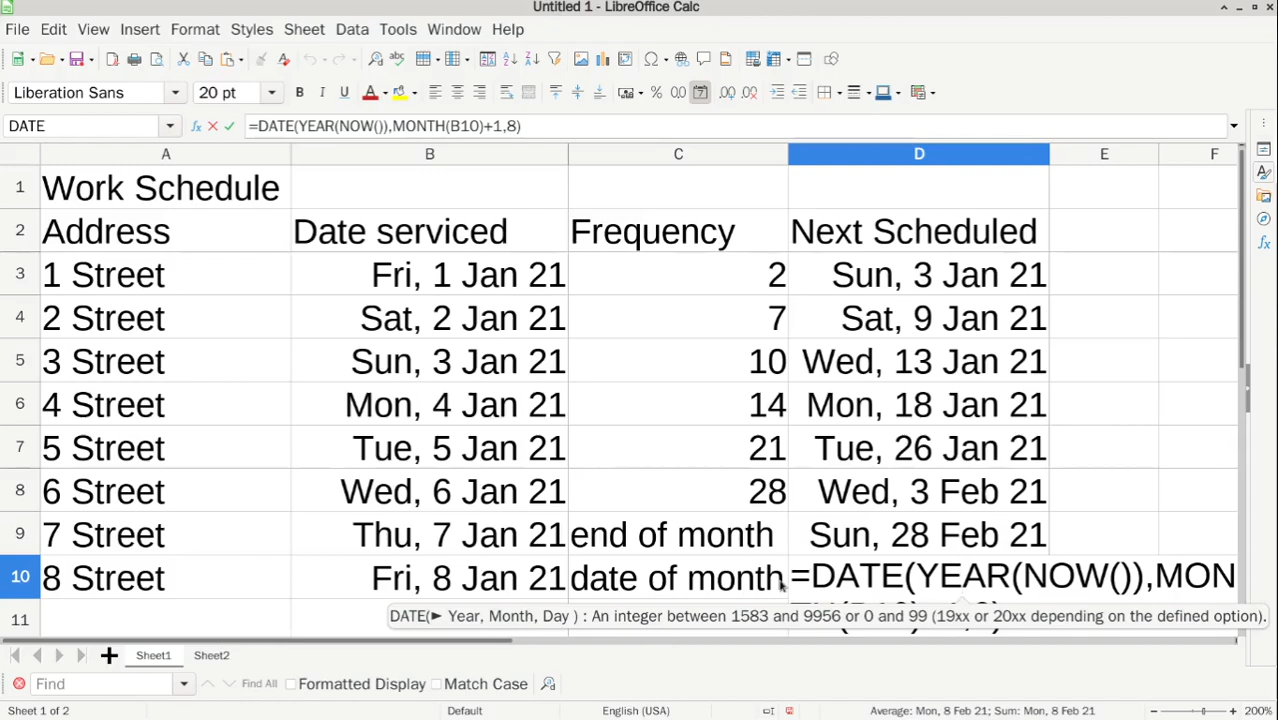 Untitled 1 - LibreOffice Calc
File Edit View Insert Format Styles Sheet Data Tools Window Help
Liberation Sans 20 pt
DATE =DATE(YEAR(NOW()),MONTH(B10)+1,8)
A B C D E F
1 Work Schedule
2 Address Date serviced Frequency Next Scheduled
3 1 Street Fri, 1 Jan 21 2 Sun, 3 Jan 21
4 2 Street Sat, 2 Jan 21 7 Sat, 9 Jan 21
5 3 Street Sun, 3 Jan 21 10 Wed, 13 Jan 21
6 4 Street Mon, 4 Jan 21 14 Mon, 18 Jan 21
7 5 Street Tue, 5 Jan 21 21 Tue, 26 Jan 21
8 6 Street Wed, 6 Jan 21 28 Wed, 3 Feb 21
9 7 Street Thu, 7 Jan 21 end of month Sun, 28 Feb 21
10 8 Street Fri, 8 Jan 21 date of month =DATE(YEAR(NOW()),MON
11 DATE(► Year, Month, Day ) : An integer between 1583 and 9956 or 0 and 99 (19xx or 20xx depending on the defined option).
Sheet1 Sheet2
Find Find All Formatted Display Match Case
Sheet 1 of 2 Default English (USA) Average: Mon, 8 Feb 21; Sum: Mon, 8 Feb 21 200%